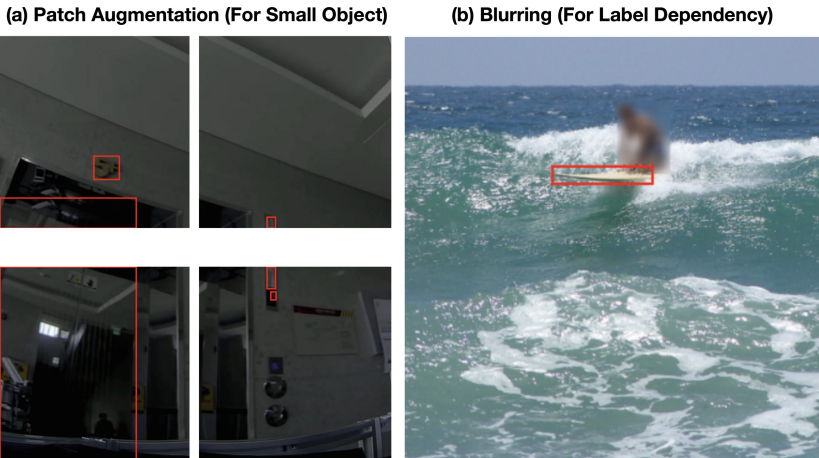 (a) Patch Augmentation (For Small Object)
(b) Blurring (For Label Dependency)